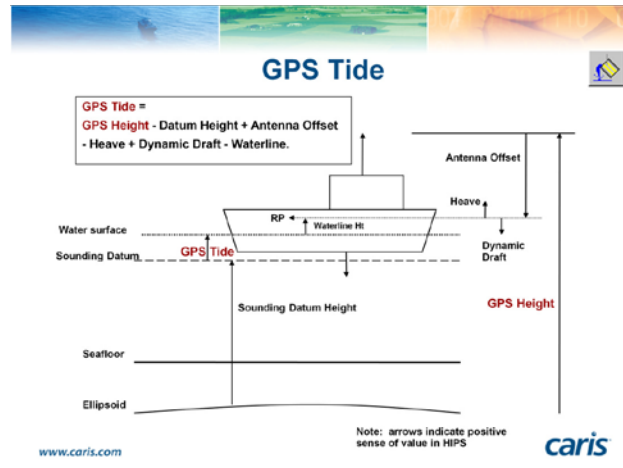 GPS Tide
GPS Tide =
GPS Height - Datum Height + Antenna Offset
- Heave + Dynamic Draft - Waterline.
Antenna Offset
Heave
RP
Waterline Ht
Water surface
Dynamic
Draft
GPS Tide
Sounding Datum
Sounding Datum Height
GPS Height
Seafloor
Ellipsoid
Note: arrows indicate positive
sense of value in HIPS
www.caris.com
caris